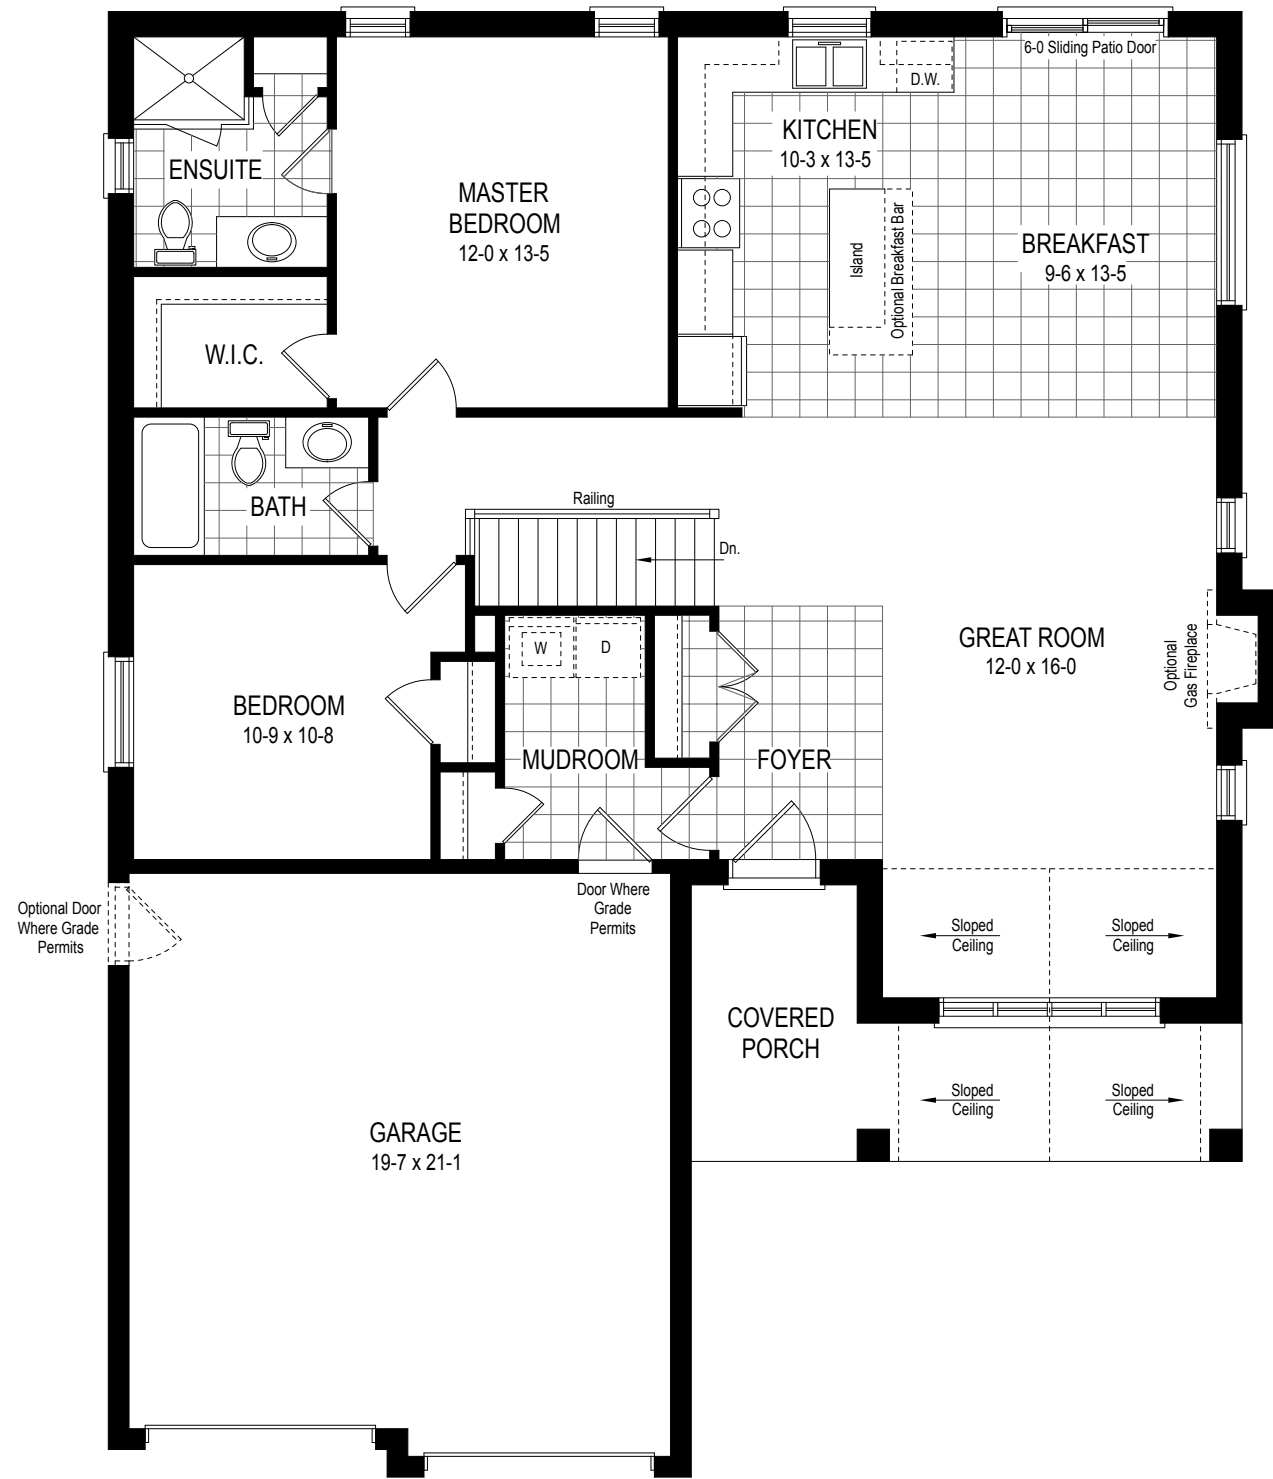 6-0 Sliding Patio Door
D.W.
KITCHEN
10-3 x 13-5
ENSUITE
MASTER
BEDROOM
12-0 x 13-5
Island
Optional Breakfast Bar
BREAKFAST
9-6 x 13-5
W.I.C.
BATH
Railing
Dn.
W
D
GREAT ROOM
12-0 x 16-0
Optional
Gas Fireplace
BEDROOM
10-9 x 10-8
MUDROOM
FOYER
Optional Door
Where Grade
Permits
Door Where
Grade
Permits
Sloped
Ceiling
Sloped
Ceiling
COVERED
PORCH
Sloped
Ceiling
Sloped
Ceiling
GARAGE
19-7 x 21-1